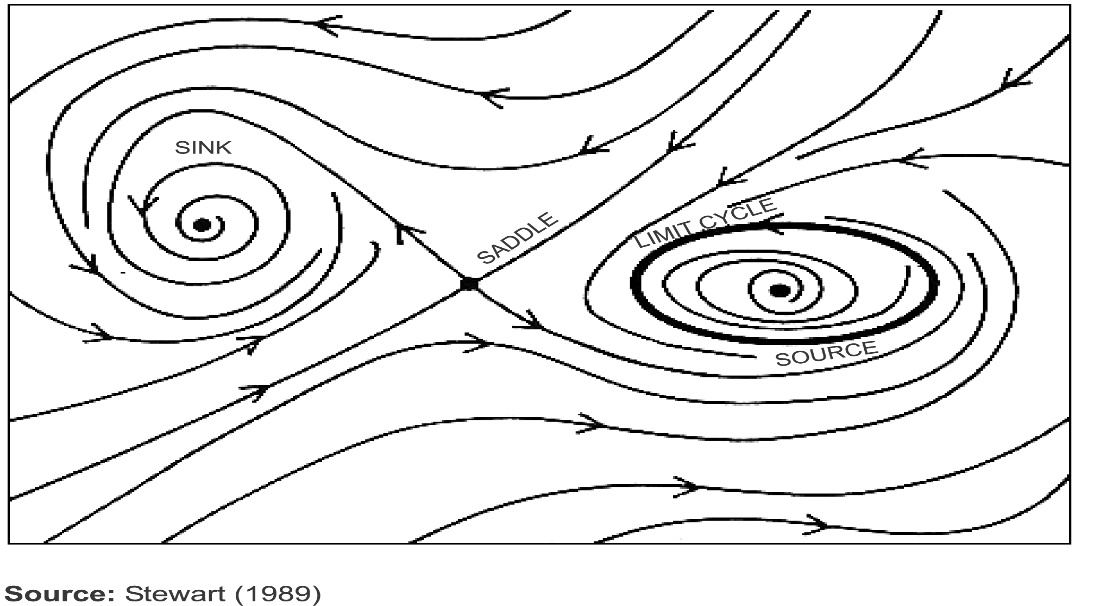 SINK
SADDLE
LIMIT CYCLE
SOURCE
Source: Stewart (1989)